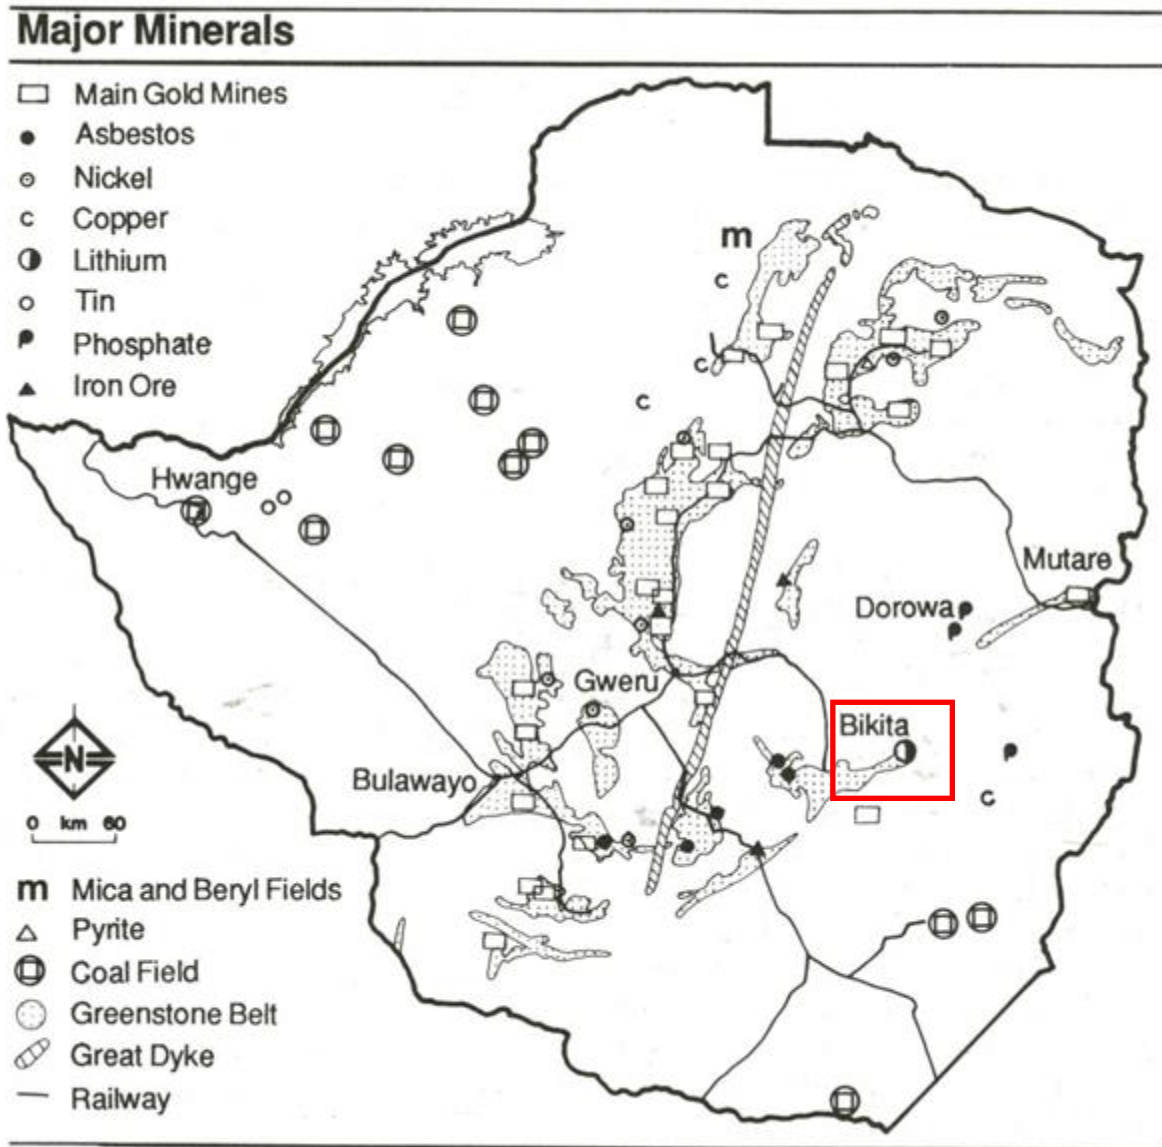 Major Minerals
Main Gold Mines
Asbestos
Nickel
c Copper
Lithium
Tin
Phosphate
Iron Ore
m
c
c
c
Hwange
Mutare
Dorowa
Gweru
Bikita
N
Bulawayo
c
0 km 60
m Mica and Beryl Fields
Pyrite
Coal Field
Greenstone Belt
Great Dyke
Railway